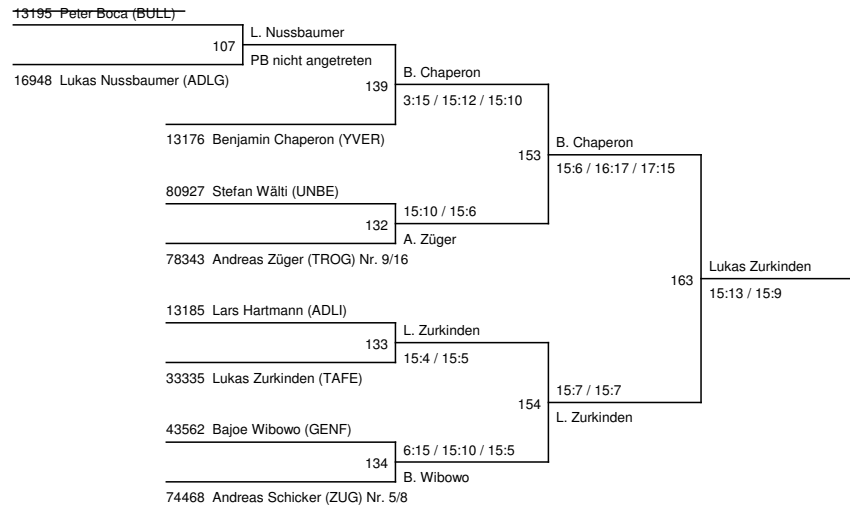 13195 Peter Boca (BULL)
107
L. Nussbaumer
PB nicht angetreten
16948 Lukas Nussbaumer (ADLG)
139
B. Chaperon
3:15 / 15:12 / 15:10
13176 Benjamin Chaperon (YVER)
153
B. Chaperon
15:6 / 16:17 / 17:15
80927 Stefan Wälti (UNBE)
132
15:10 / 15:6
A. Züger
78343 Andreas Züger (TROG) Nr. 9/16
163
Lukas Zurkinden
15:13 / 15:9
13185 Lars Hartmann (ADLI)
133
L. Zurkinden
15:4 / 15:5
33335 Lukas Zurkinden (TAFE)
154
15:7 / 15:7
L. Zurkinden
43562 Bajoe Wibowo (GENF)
134
6:15 / 15:10 / 15:5
B. Wibowo
74468 Andreas Schicker (ZUG) Nr. 5/8